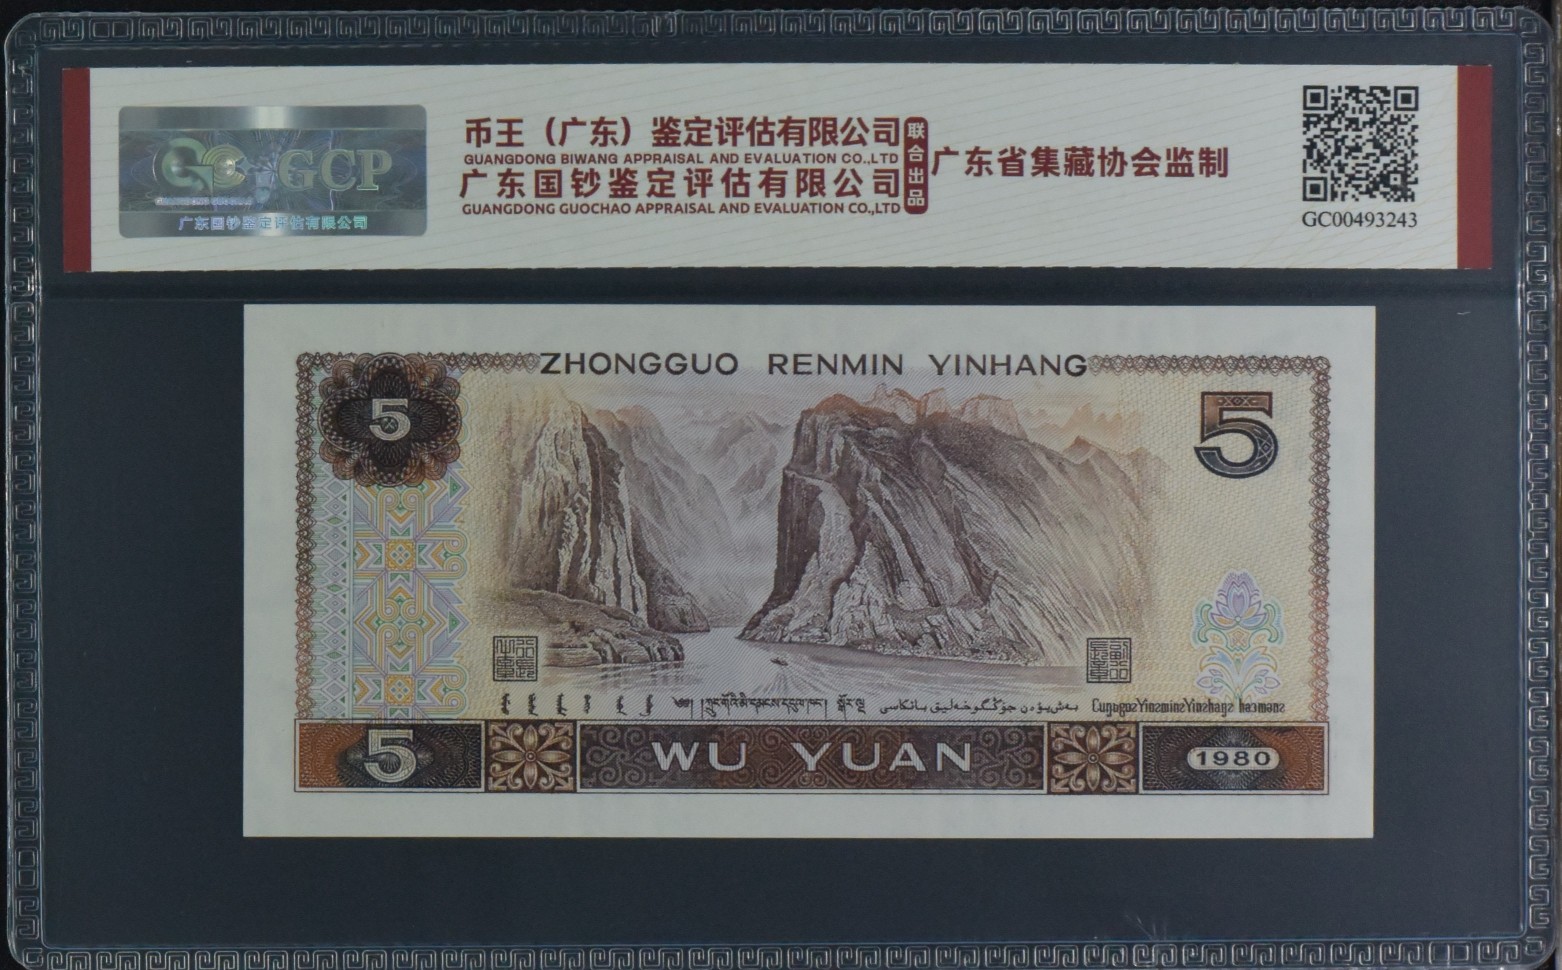 币王（广东）鉴定评估有限公司
GUANGDONG BIWANG APPRAISAL AND EVALUATION CO.,LTD
广东国钞鉴定评估有限公司
GUANGDONG GUOCHAO APPRAISAL AND EVALUATION CO.,LTD
联合出品
广东省集藏协会监制
GCP
广东国钞鉴定评估有限公司
GC00493243
ZHONGGUO RENMIN YINHANG
5
5
5
WU YUAN
1980